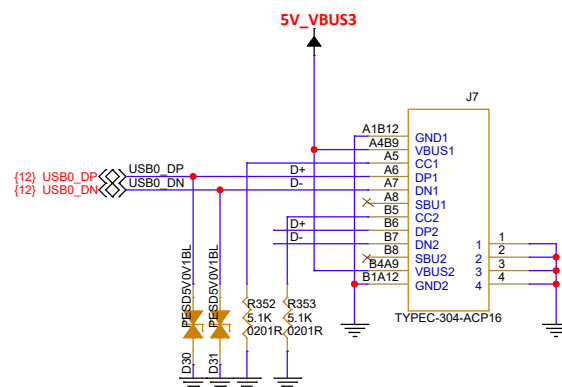 5V_VBUS3
J7
A1B12 GND1
A4B9 VBUS1
A5 CC1
{12} USB0_DP USB0_DP D+ A6 DP1
{12} USB0_DN USB0_DN D- A7 DN1
A8 SBU1
B5 CC2
D+ B6 DP2
D- B7 DN2 1 1
B8 SBU2 2 2
B4A9 VBUS2 3 3
B1A12 GND2 4 4
TYPEC-304-ACP16
PESD5V0V1BL
PESD5V0V1BL
R352
5.1K
0201R
R353
5.1K
0201R
D30
D31